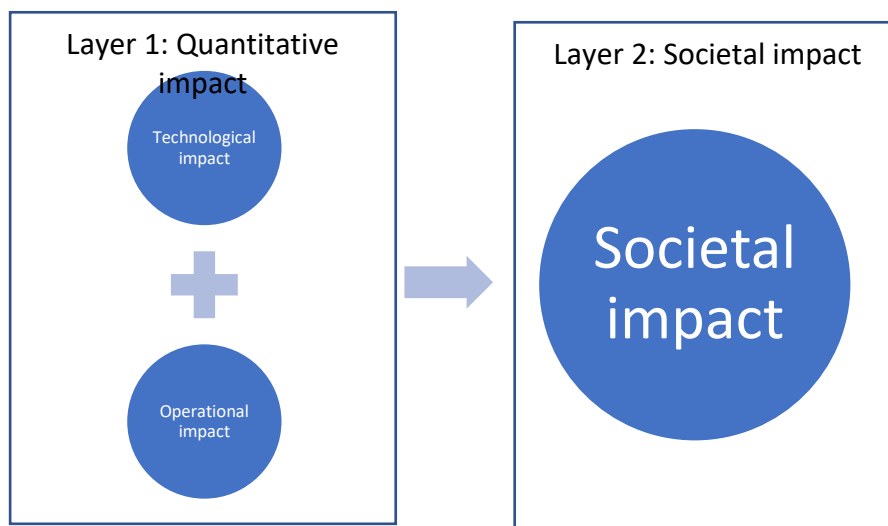 Layer 1: Quantitative
impact
Technological
impact
Operational
impact
Layer 2: Societal impact
Societal
impact